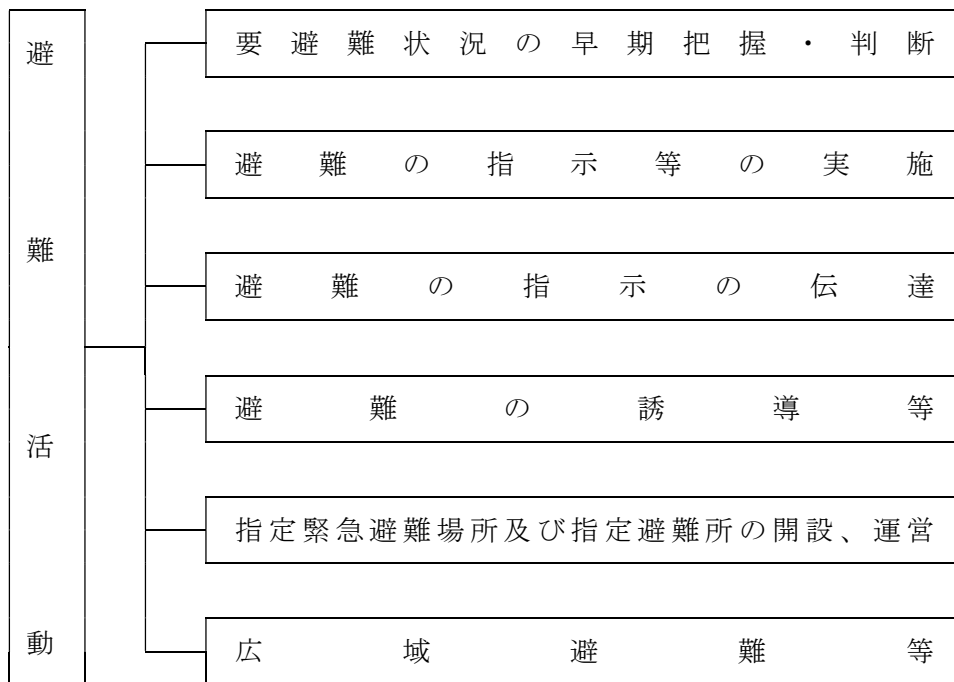 避難活動
要避難状況の早期把握・判断
避難の指示等の実施
避難の指示の伝達
避難の誘導等
指定緊急避難場所及び指定避難所の開設、運営
広域避難等